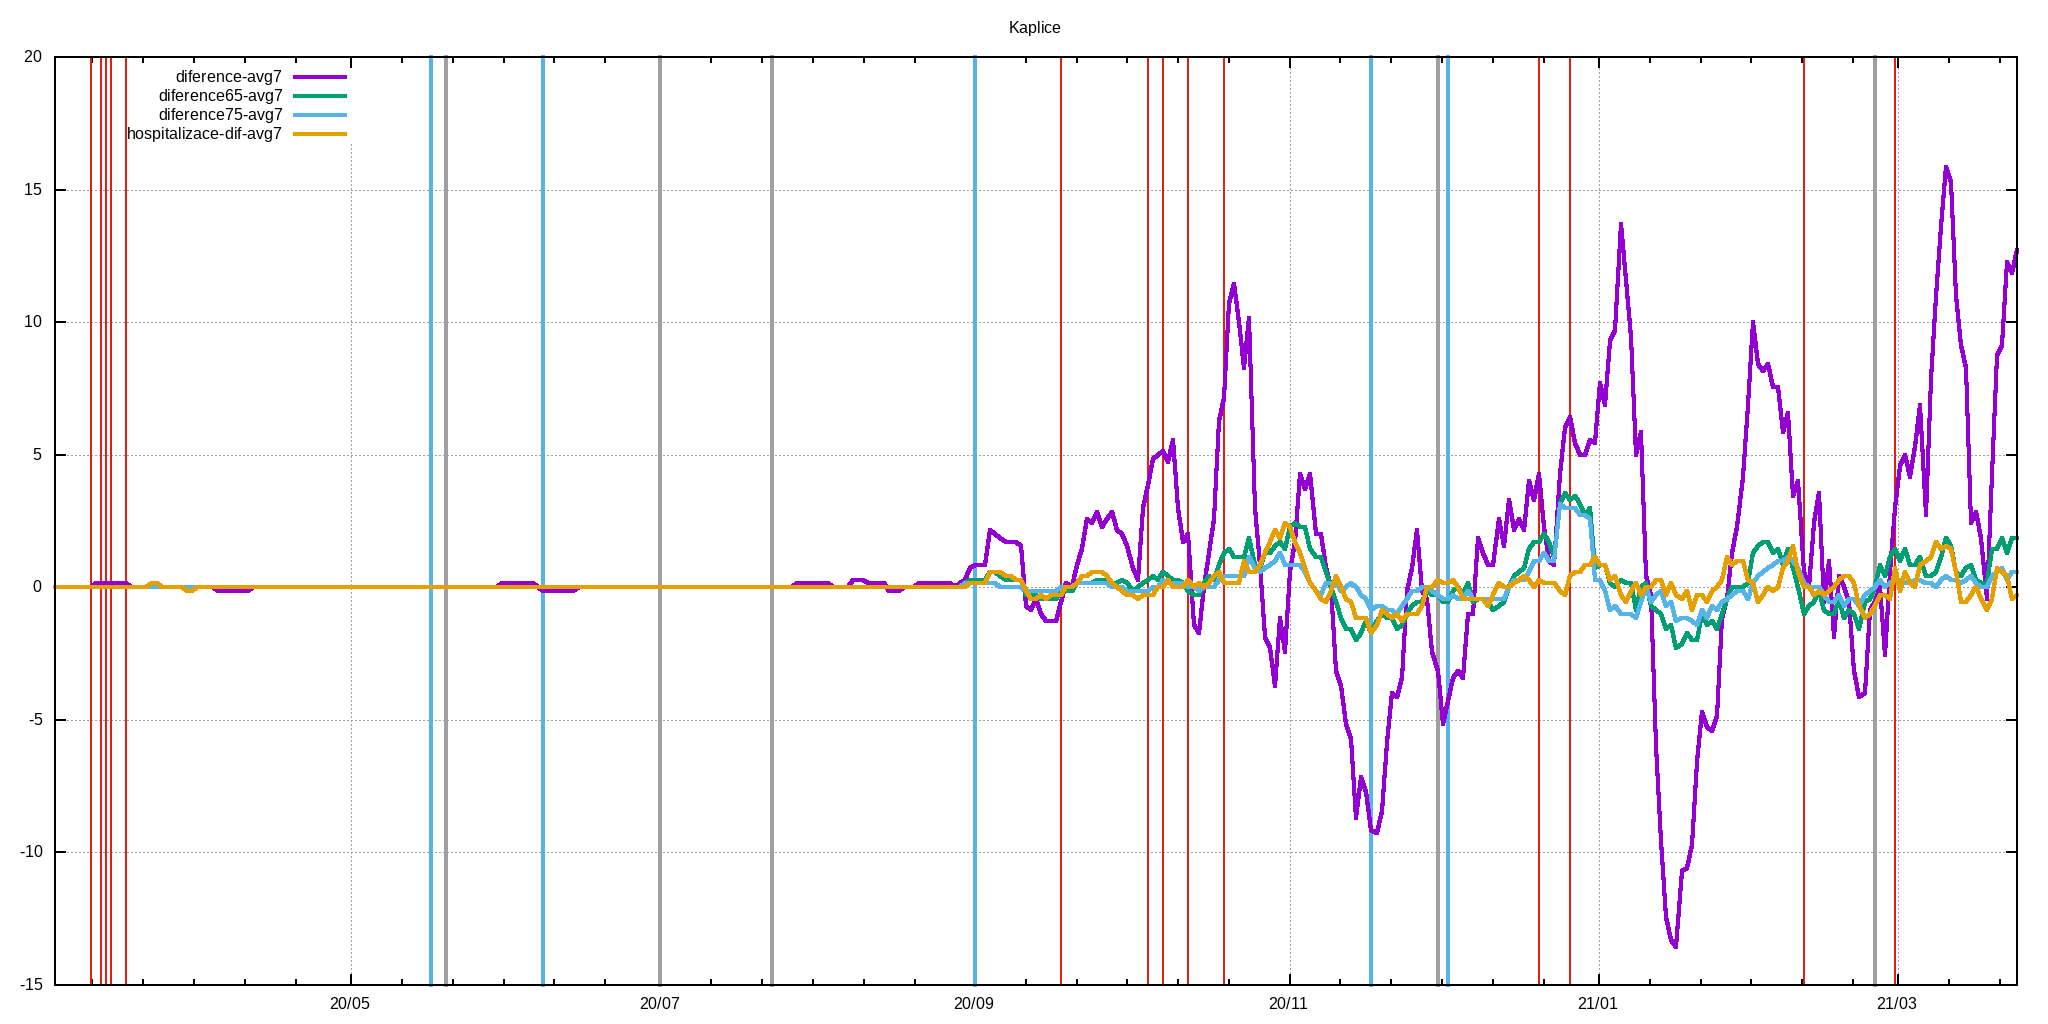 Kaplice
20
15
10
5
0
-5
-10
-15
diference-avg7
diference65-avg7
diference75-avg7
hospitalizace-dif-avg7
20/05 20/07 20/09 20/11 21/01 21/03